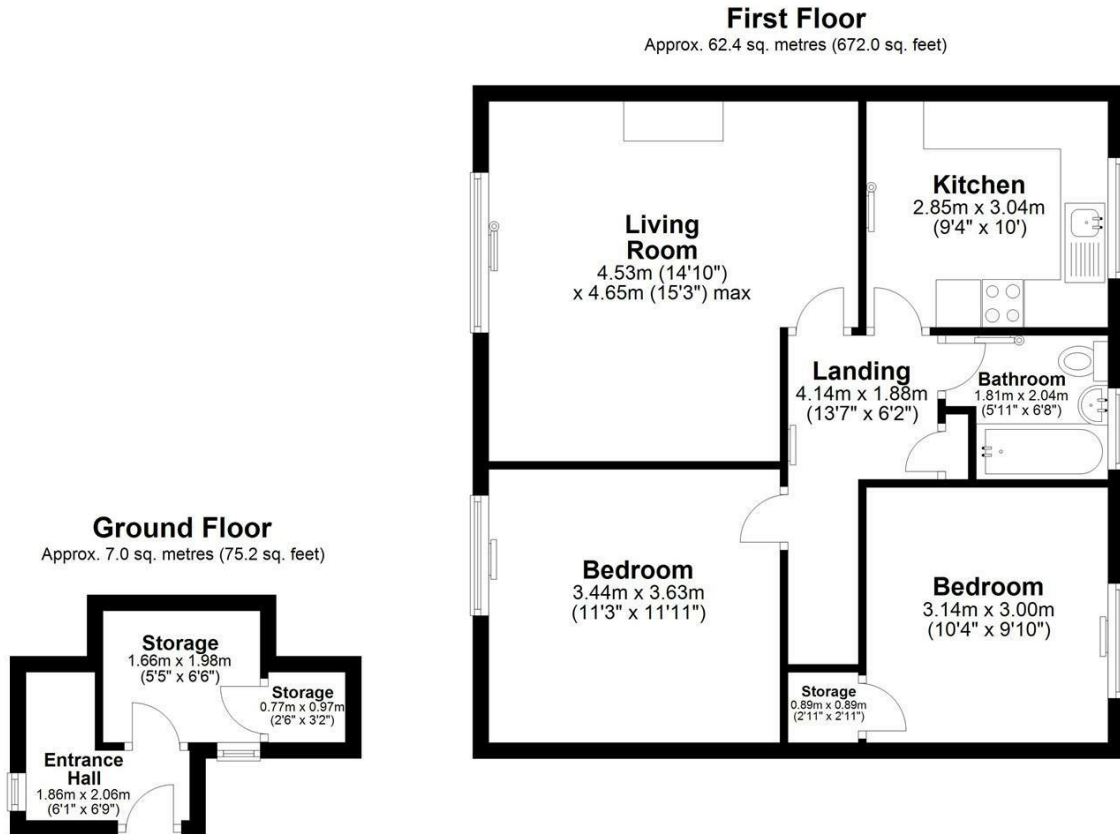 First Floor
Approx. 62.4 sq. metres (672.0 sq. feet)
Living
Room
4.53m (14'10")
x 4.65m (15'3") max
Kitchen
2.85m x 3.04m
(9'4" x 10')
Landing
4.14m x 1.88m
(13'7" x 6'2")
Bathroom
1.81m x 2.04m
(5'11" x 6'8")
Bedroom
3.44m x 3.63m
(11'3" x 11'11")
Bedroom
3.14m x 3.00m
(10'4" x 9'10")
Storage
0.89m x 0.89m
(2'11" x 2'11")
Ground Floor
Approx. 7.0 sq. metres (75.2 sq. feet)
Storage
1.66m x 1.98m
(5'5" x 6'6")
Storage
0.77m x 0.97m
(2'6" x 3'2")
Entrance
Hall
1.86m x 2.06m
(6'1" x 6'9")